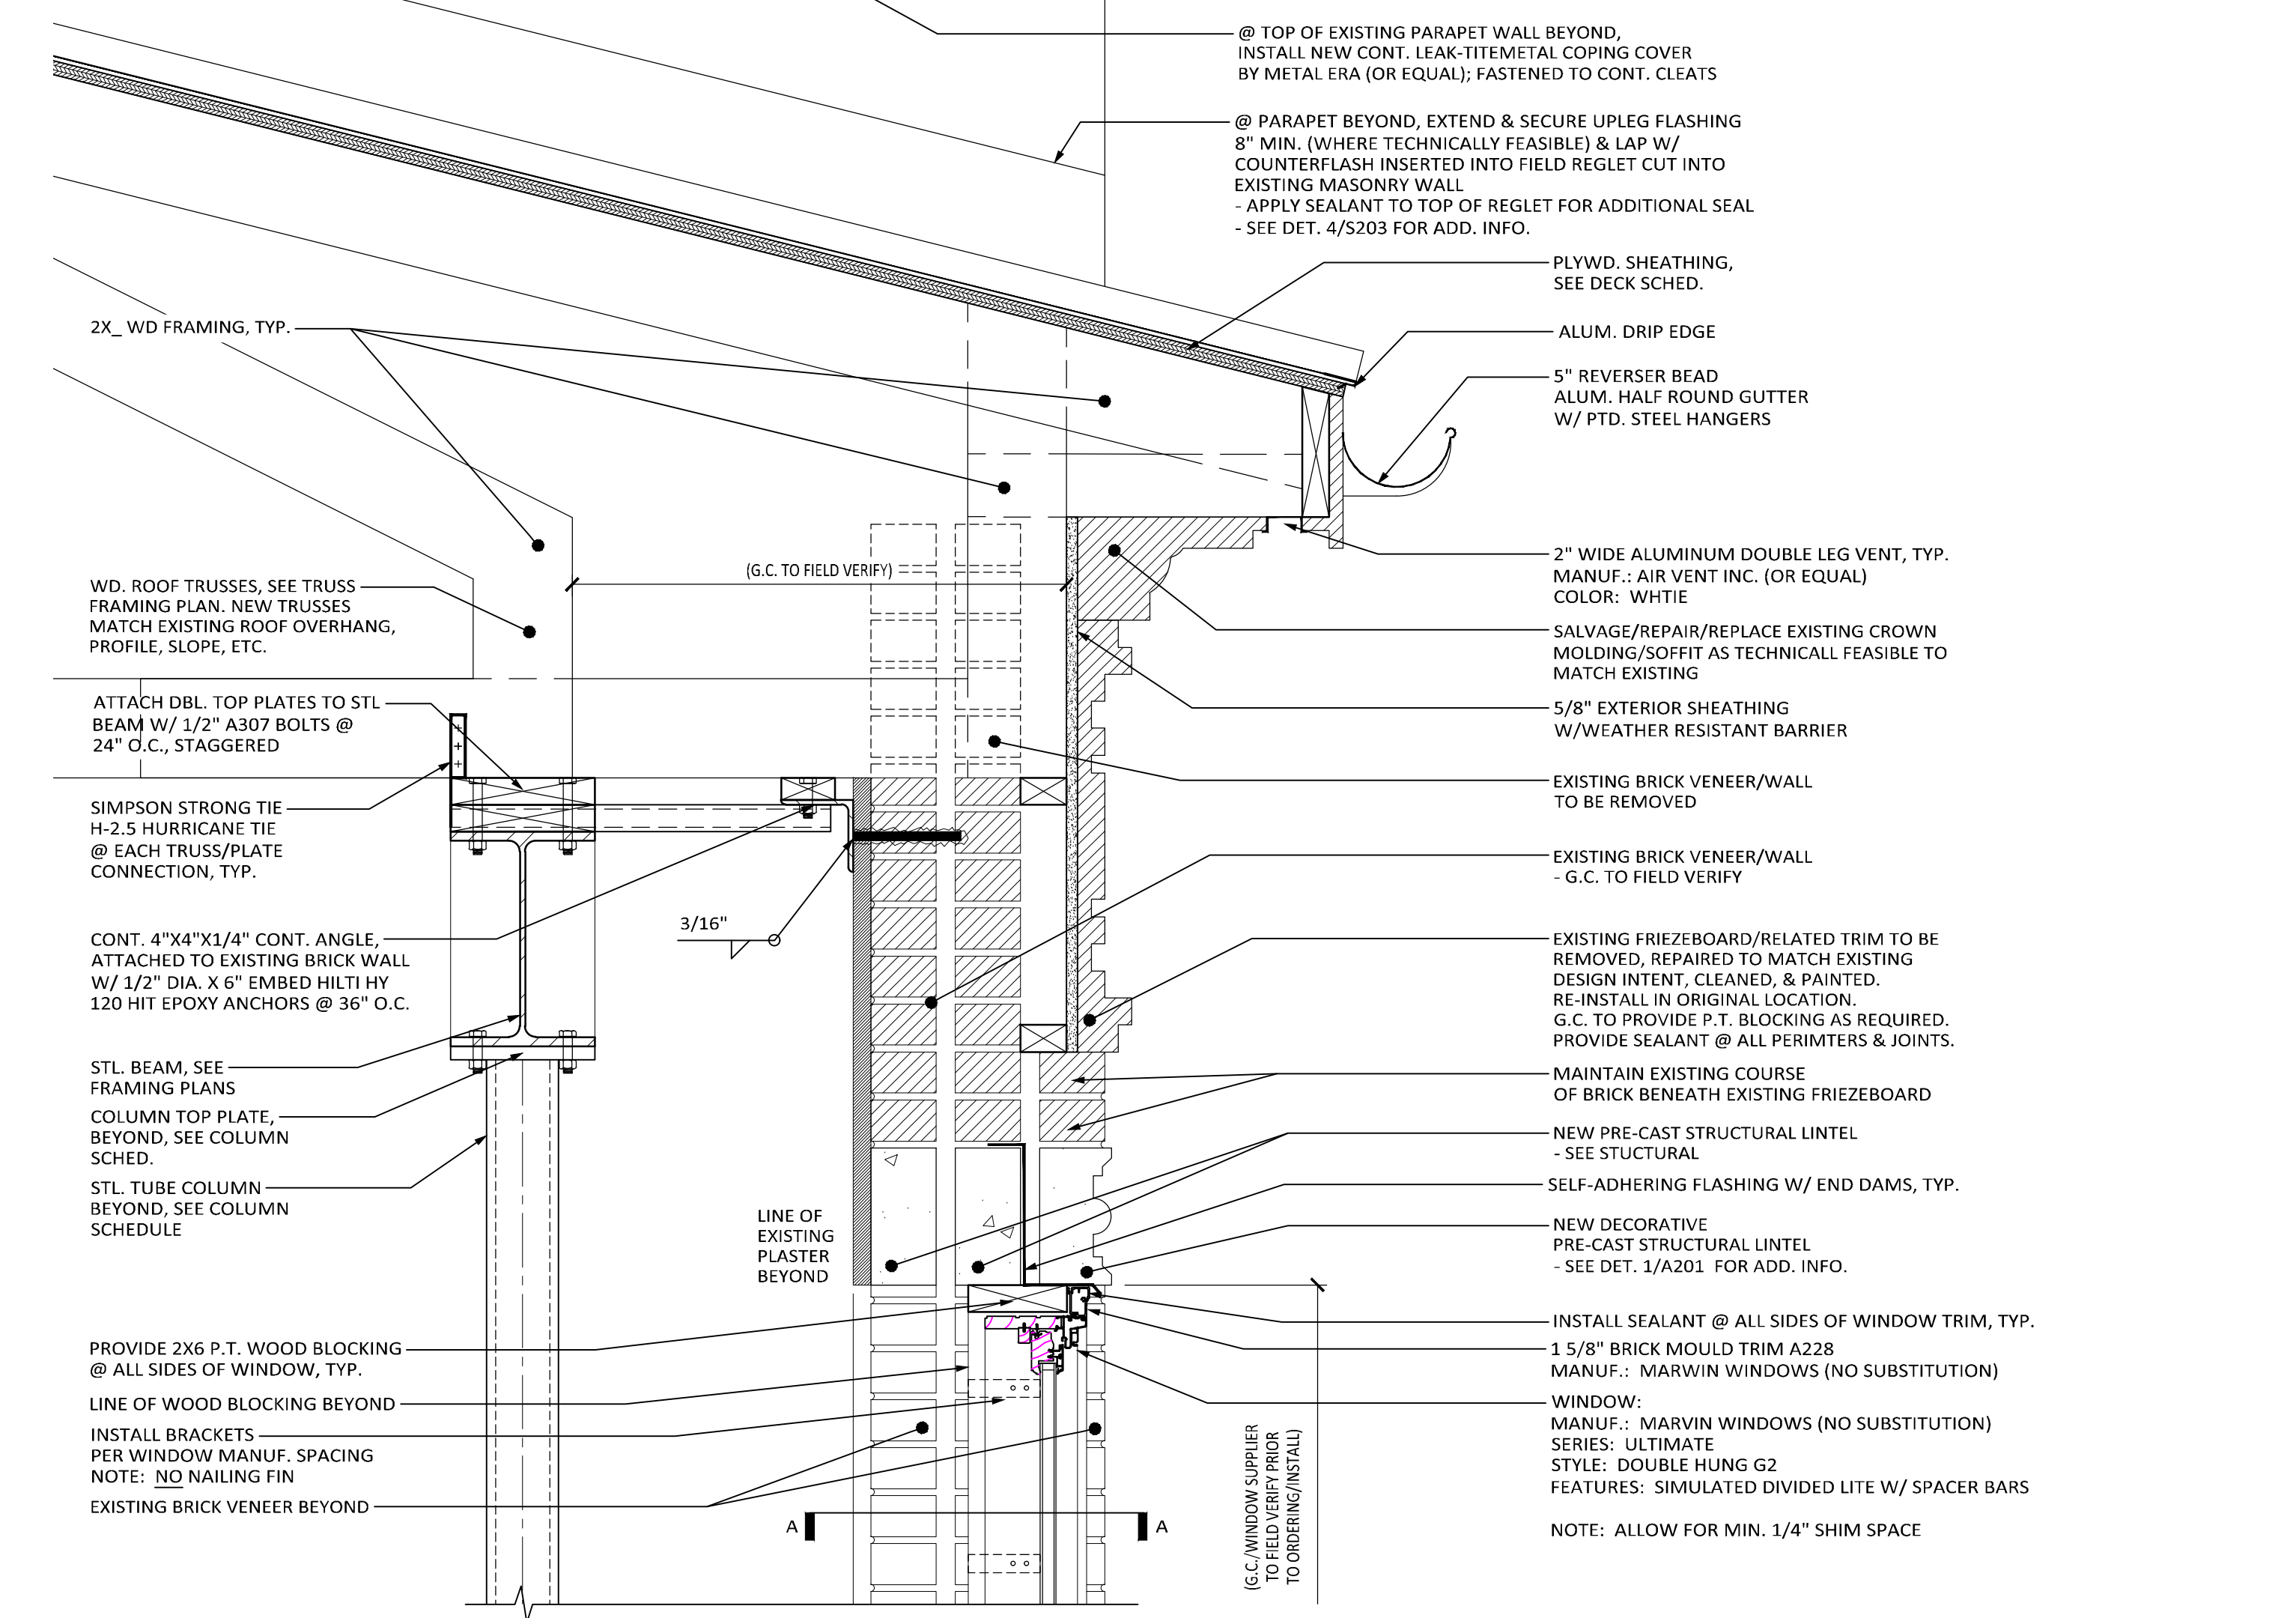 @ TOP OF EXISTING PARAPET WALL BEYOND,
INSTALL NEW CONT. LEAK-TITEMETAL COPING COVER
BY METAL ERA (OR EQUAL); FASTENED TO CONT. CLEATS
@ PARAPET BEYOND, EXTEND & SECURE UPLEG FLASHING
8" MIN. (WHERE TECHNICALLY FEASIBLE) & LAP W/
COUNTERFLASH INSERTED INTO FIELD REGLET CUT INTO
EXISTING MASONRY WALL
- APPLY SEALANT TO TOP OF REGLET FOR ADDITIONAL SEAL
- SEE DET. 4/S203 FOR ADD. INFO.
PLYWD. SHEATHING,
SEE DECK SCHED.
ALUM. DRIP EDGE
5" REVERSER BEAD
ALUM. HALF ROUND GUTTER
W/ PTD. STEEL HANGERS
2" WIDE ALUMINUM DOUBLE LEG VENT, TYP.
MANUF.: AIR VENT INC. (OR EQUAL)
COLOR: WHTIE
SALVAGE/REPAIR/REPLACE EXISTING CROWN
MOLDING/SOFFIT AS TECHNICALL FEASIBLE TO
MATCH EXISTING
5/8" EXTERIOR SHEATHING
W/WEATHER RESISTANT BARRIER
EXISTING BRICK VENEER/WALL
TO BE REMOVED
EXISTING BRICK VENEER/WALL
- G.C. TO FIELD VERIFY
EXISTING FRIEZEBOARD/RELATED TRIM TO BE
REMOVED, REPAIRED TO MATCH EXISTING
DESIGN INTENT, CLEANED, & PAINTED.
RE-INSTALL IN ORIGINAL LOCATION.
G.C. TO PROVIDE P.T. BLOCKING AS REQUIRED.
PROVIDE SEALANT @ ALL PERIMTERS & JOINTS.
MAINTAIN EXISTING COURSE
OF BRICK BENEATH EXISTING FRIEZEBOARD
NEW PRE-CAST STRUCTURAL LINTEL
- SEE STUCTURAL
SELF-ADHERING FLASHING W/ END DAMS, TYP.
NEW DECORATIVE
PRE-CAST STRUCTURAL LINTEL
- SEE DET. 1/A201 FOR ADD. INFO.
INSTALL SEALANT @ ALL SIDES OF WINDOW TRIM, TYP.
1 5/8" BRICK MOULD TRIM A228
MANUF.: MARWIN WINDOWS (NO SUBSTITUTION)
WINDOW:
MANUF.: MARVIN WINDOWS (NO SUBSTITUTION)
SERIES: ULTIMATE
STYLE: DOUBLE HUNG G2
FEATURES: SIMULATED DIVIDED LITE W/ SPACER BARS
NOTE: ALLOW FOR MIN. 1/4" SHIM SPACE
2X_ WD FRAMING, TYP.
WD. ROOF TRUSSES, SEE TRUSS
FRAMING PLAN. NEW TRUSSES
MATCH EXISTING ROOF OVERHANG,
PROFILE, SLOPE, ETC.
ATTACH DBL. TOP PLATES TO STL
BEAM W/ 1/2" A307 BOLTS @
24" O.C., STAGGERED
SIMPSON STRONG TIE
H-2.5 HURRICANE TIE
@ EACH TRUSS/PLATE
CONNECTION, TYP.
CONT. 4"X4"X1/4" CONT. ANGLE,
ATTACHED TO EXISTING BRICK WALL
W/ 1/2" DIA. X 6" EMBED HILTI HY
120 HIT EPOXY ANCHORS @ 36" O.C.
STL. BEAM, SEE
FRAMING PLANS
COLUMN TOP PLATE,
BEYOND, SEE COLUMN
SCHED.
STL. TUBE COLUMN
BEYOND, SEE COLUMN
SCHEDULE
PROVIDE 2X6 P.T. WOOD BLOCKING
@ ALL SIDES OF WINDOW, TYP.
LINE OF WOOD BLOCKING BEYOND
INSTALL BRACKETS
PER WINDOW MANUF. SPACING
NOTE: NO NAILING FIN
EXISTING BRICK VENEER BEYOND
(G.C. TO FIELD VERIFY)
3/16"
LINE OF
EXISTING
PLASTER
BEYOND
A
A
(G.C./WINDOW SUPPLIER
TO FIELD VERIFY PRIOR
TO ORDERING/INSTALL)